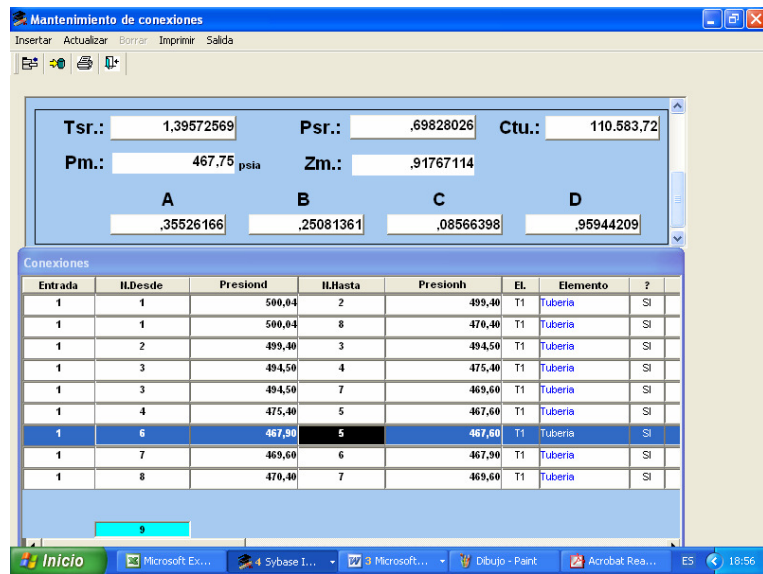 Mantenimiento de conexiones
Insertar Actualizar Borrar Imprimir Salida
Tsr.: 1,39572569 Psr.: ,69828026 Ctu.: 110.583,72
Pm.: 467,75 psia Zm.: ,91767114
A B C D
,35526166 ,25081361 ,08566398 ,95944209
Conexiones
Entrada N.Desde Presiond N.Hasta Presionh El. Elemento ?
1 1 500,04 2 499,40 T1 Tuberia SI
1 1 500,04 8 470,40 T1 Tuberia SI
1 2 499,40 3 494,50 T1 Tuberia SI
1 3 494,50 4 475,40 T1 Tuberia SI
1 3 494,50 7 469,60 T1 Tuberia SI
1 4 475,40 5 467,60 T1 Tuberia SI
1 6 467,90 5 467,60 T1 Tuberia SI
1 7 469,60 6 467,90 T1 Tuberia SI
1 8 470,40 7 469,60 T1 Tuberia SI
9
Inicio Microsoft Ex... 4 Sybase I... 3 Microsoft... Dibujo - Paint Acrobat Rea... ES 18:56